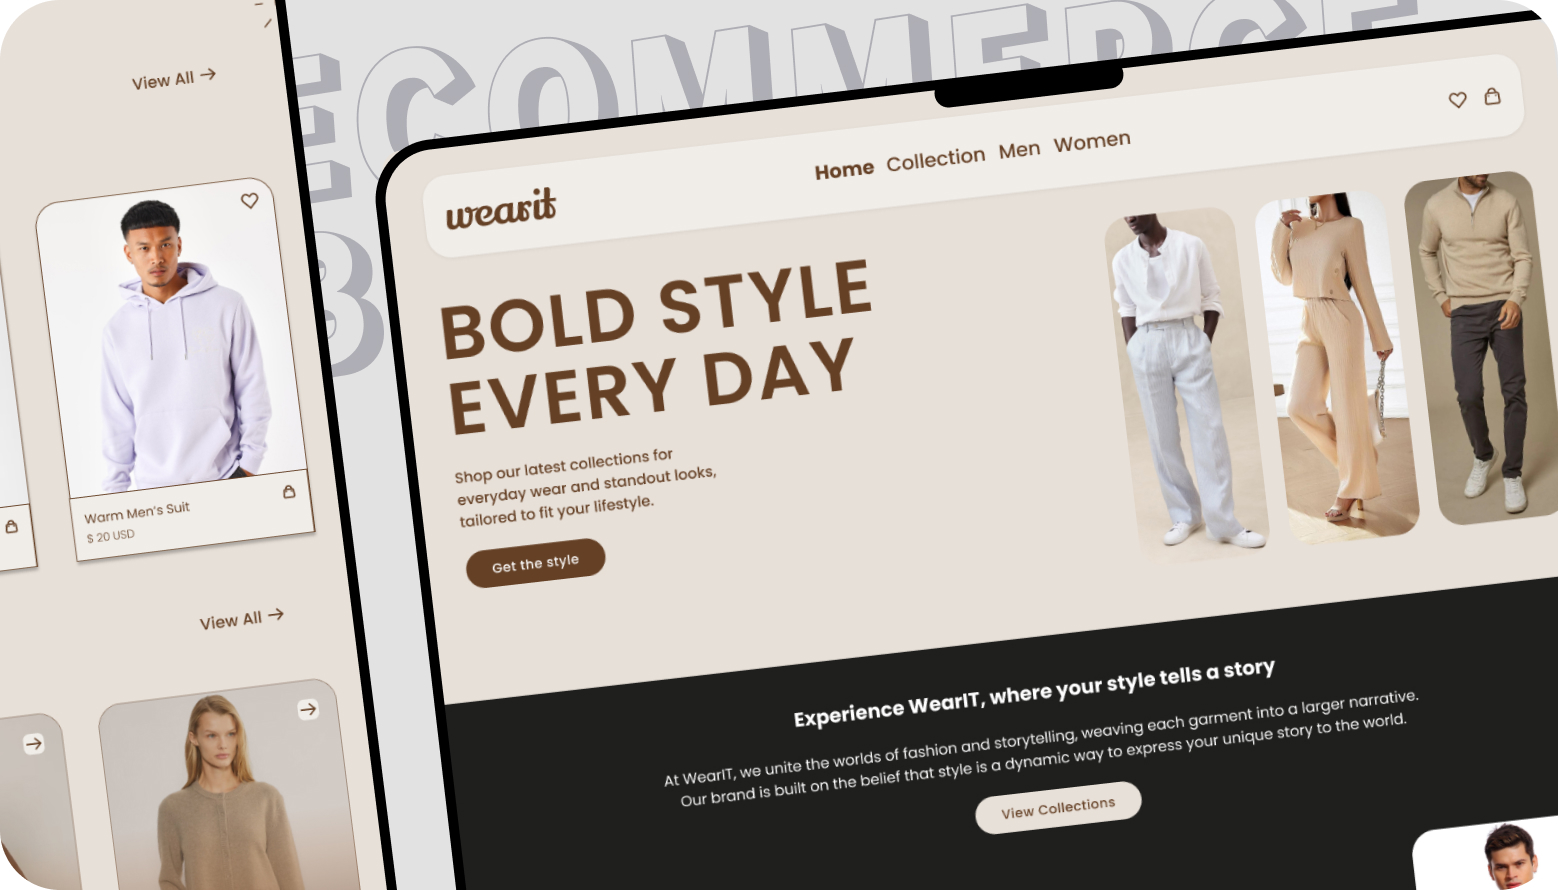 ECOMMERCE
View All
Warm Men's Suit
$ 20 USD
View All
wearit
Home Collection Men Women
BOLD STYLE
EVERY DAY
Shop our latest collections for
everyday wear and standout looks,
tailored to fit your lifestyle.
Get the style
Experience WearIT, where your style tells a story
At WearIT, we unite the worlds of fashion and storytelling, weaving each garment into a larger narrative.
Our brand is built on the belief that style is a dynamic way to express your unique story to the world.
View Collections